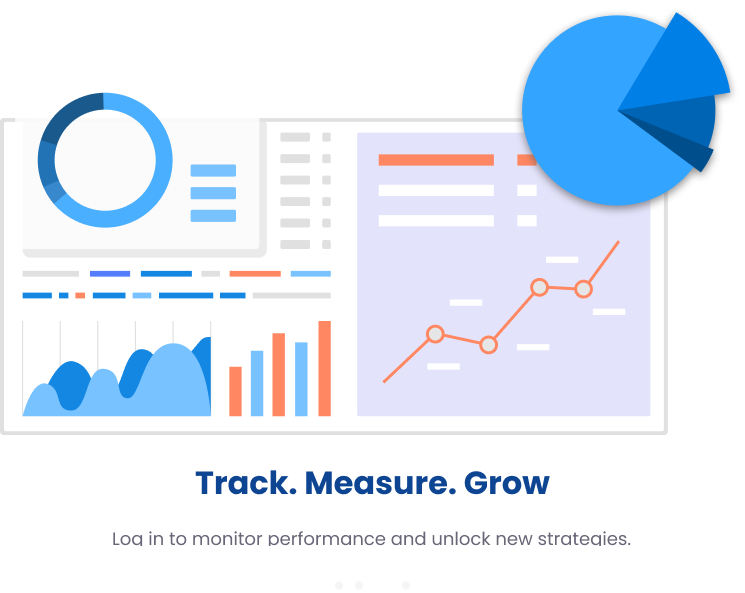 Track. Measure. Grow
Log in to monitor performance and unlock new strategies.